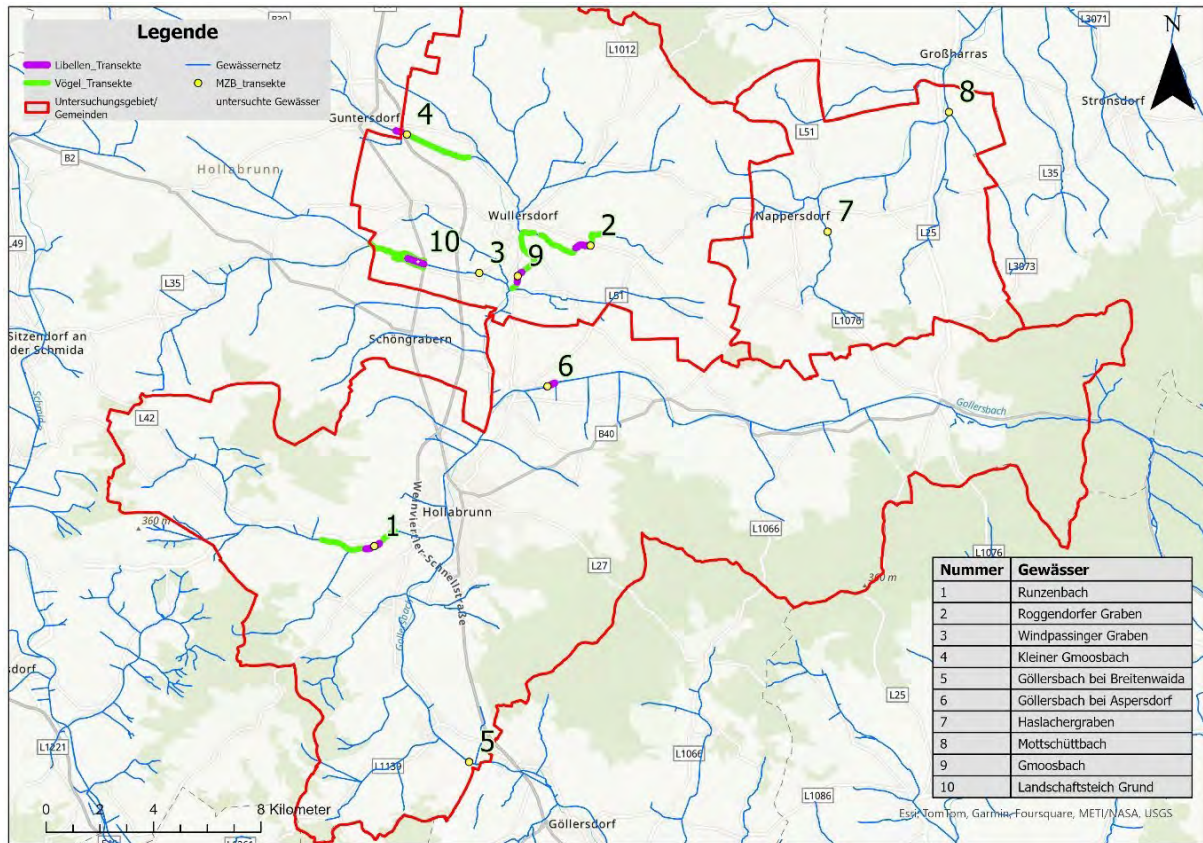 Legende
Libellen_Transekte
Gewässernetz
Vögel_Transekte
MZB_transekte
Untersuchungsgebiet/
Gemeinden
untersuchte Gewässer
L1012
L3071
N
Großharras
Stronsdorf
4
8
Guntersdorf
L51
B2
Hollabrunn
L35
Wullersdorf
2
Nappersdorf
7
L49
10
3
9
L25
L3073
L35
L51
L1070
Sitzendorf an
der Schmida
Schöngrabern
6
Göllersbach
L42
B40
Weinviertler-Schnellstraße
Hollabrunn
360 m
1
L1066
L1076
L27
360 m
Nummer Gewässer
1 Runzenbach
2 Roggendorfer Graben
3 Windpassinger Graben
4 Kleiner Gmoosbach
5 Göllersbach bei Breitenwaida
6 Göllersbach bei Aspersdorf
7 Haslachergraben
8 Mottschüttbach
9 Gmoosbach
10 Landschaftsteich Grund
L25
L1221
5
L1139
L1066
L1086
0 2 4 8 Kilometer
Göllersdorf
Esri, TomTom, Garmin, Foursquare, METI/NASA, USGS